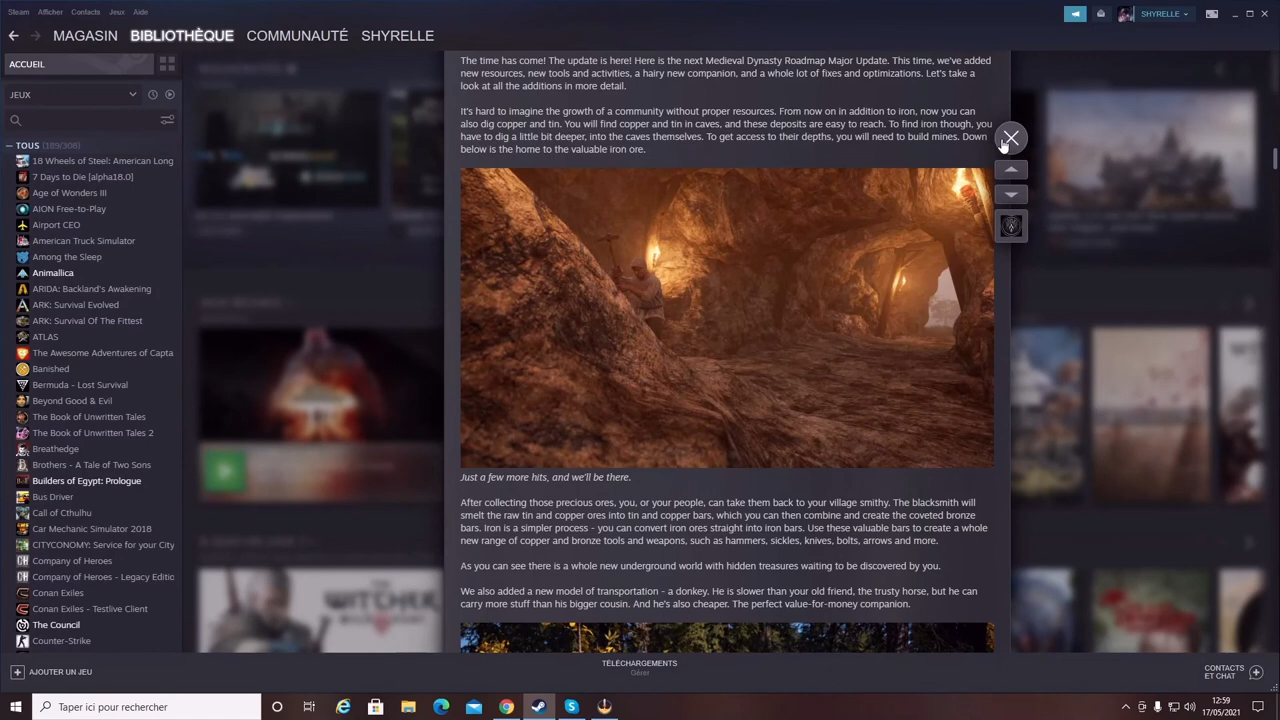 Steam Afficher Contacts Jeux Aide
SHYRELLE
MAGASIN BIBLIOTHÈQUE COMMUNAUTÉ SHYRELLE
ACCUEIL
JEUX
TOUS (189/308)
18 Wheels of Steel: American Long
7 Days to Die [alpha18.0]
Age of Wonders III
AION Free-to-Play
Airport CEO
American Truck Simulator
Among the Sleep
Animallica
ARIDA: Backland's Awakening
ARK: Survival Evolved
ARK: Survival Of The Fittest
ATLAS
The Awesome Adventures of Capta
Banished
Bermuda - Lost Survival
Beyond Good & Evil
The Book of Unwritten Tales
The Book of Unwritten Tales 2
Breathedge
Brothers - A Tale of Two Sons
Builders of Egypt: Prologue
Bus Driver
Call of Cthulhu
Car Mechanic Simulator 2018
CITYCONOMY: Service for your City
Company of Heroes
Company of Heroes - Legacy Editio
Conan Exiles
Conan Exiles - Testlive Client
The Council
Counter-Strike
The time has come! The update is here! Here is the next Medieval Dynasty Roadmap Major Update. This time, we've added
new resources, new tools and activities, a hairy new companion, and a whole lot of fixes and optimizations. Let's take a
look at all the additions in more detail.
It's hard to imagine the growth of a community without proper resources. From now on in addition to iron, now you can
also dig copper and tin. You will find copper and tin in caves, and these deposits are easy to reach. To find iron though, you
have to dig a little bit deeper, into the caves themselves. To get access to their depths, you will need to build mines. Down
below is the home to the valuable iron ore.
Just a few more hits, and we'll be there.
After collecting those precious ores, you, or your people, can take them back to your village smithy. The blacksmith will
smelt the raw tin and copper ores into tin and copper bars, which you can then combine and create the coveted bronze
bars. Iron is a simpler process - you can convert iron ores straight into iron bars. Use these valuable bars to create a whole
new range of copper and bronze tools and weapons, such as hammers, sickles, knives, bolts, arrows and more.
As you can see there is a whole new underground world with hidden treasures waiting to be discovered by you.
We also added a new model of transportation - a donkey. He is slower than your old friend, the trusty horse, but he can
carry more stuff than his bigger cousin. And he's also cheaper. The perfect value-for-money companion.
WITCHER
AJOUTER UN JEU
TÉLÉCHARGEMENTS
Gérer
CONTACTS
ET CHAT
Taper ici pour rechercher
12:59
17/05/2021